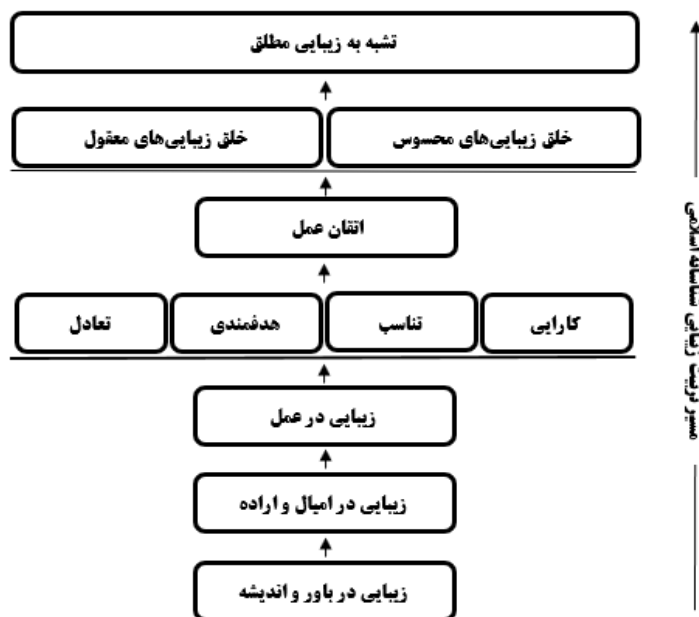 تشبه به زیبایی مطلق
خلق زیبایی‌های محسوس
خلق زیبایی‌های معقول
اتقان عمل
کارایی
تناسب
هدفمندی
تعادل
زیبایی در عمل
زیبایی در امیال و اراده
زیبایی در باور و اندیشه
مسیر تربیت زیبایی شناسانه اسلامی